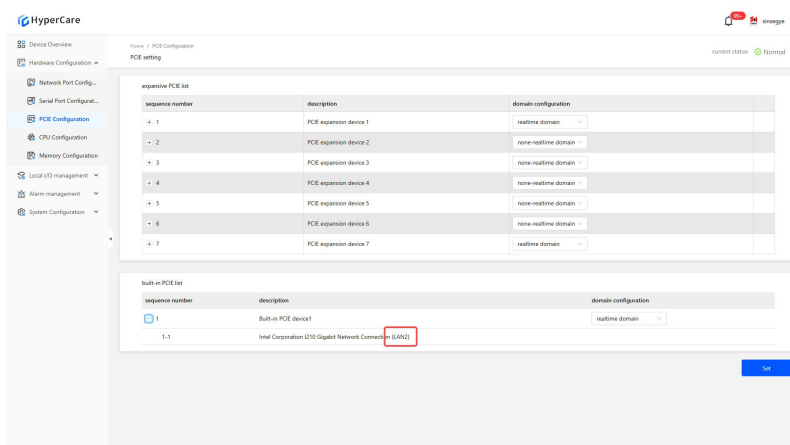 HyperCare
99+
sinsegye
Device Overview
Hardware Configuration
Network Port Config...
Serial Port Configurat...
PCIE Configuration
CPU Configuration
Memory Configuration
Local I/O management
Alarm management
System Configuration
Home / PCIE Configuration
PCIE setting
current status: Normal
expansive PCIE list
sequence number description domain configuration
1 PCIE expansion device 1 realtime domain
2 PCIE expansion device 2 none-realtime domain
3 PCIE expansion device 3 none-realtime domain
4 PCIE expansion device 4 none-realtime domain
5 PCIE expansion device 5 none-realtime domain
6 PCIE expansion device 6 none-realtime domain
7 PCIE expansion device 7 realtime domain
built-in PCIE list
sequence number description domain configuration
1 Built-in PCIE device1 realtime domain
1-1 Intel Corporation I210 Gigabit Network Connection (LAN2)
Set